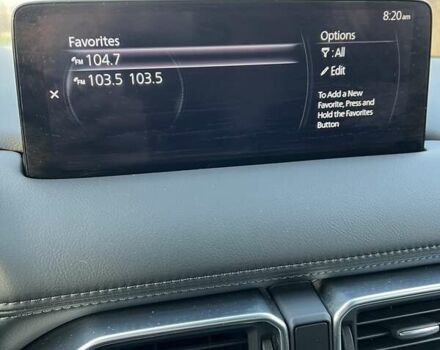 8:20am
Favorites
FM 104.7
FM 103.5 103.5
Options
: All
Edit
To Add a New
Favorite, Press and
Hold the Favorites
Button